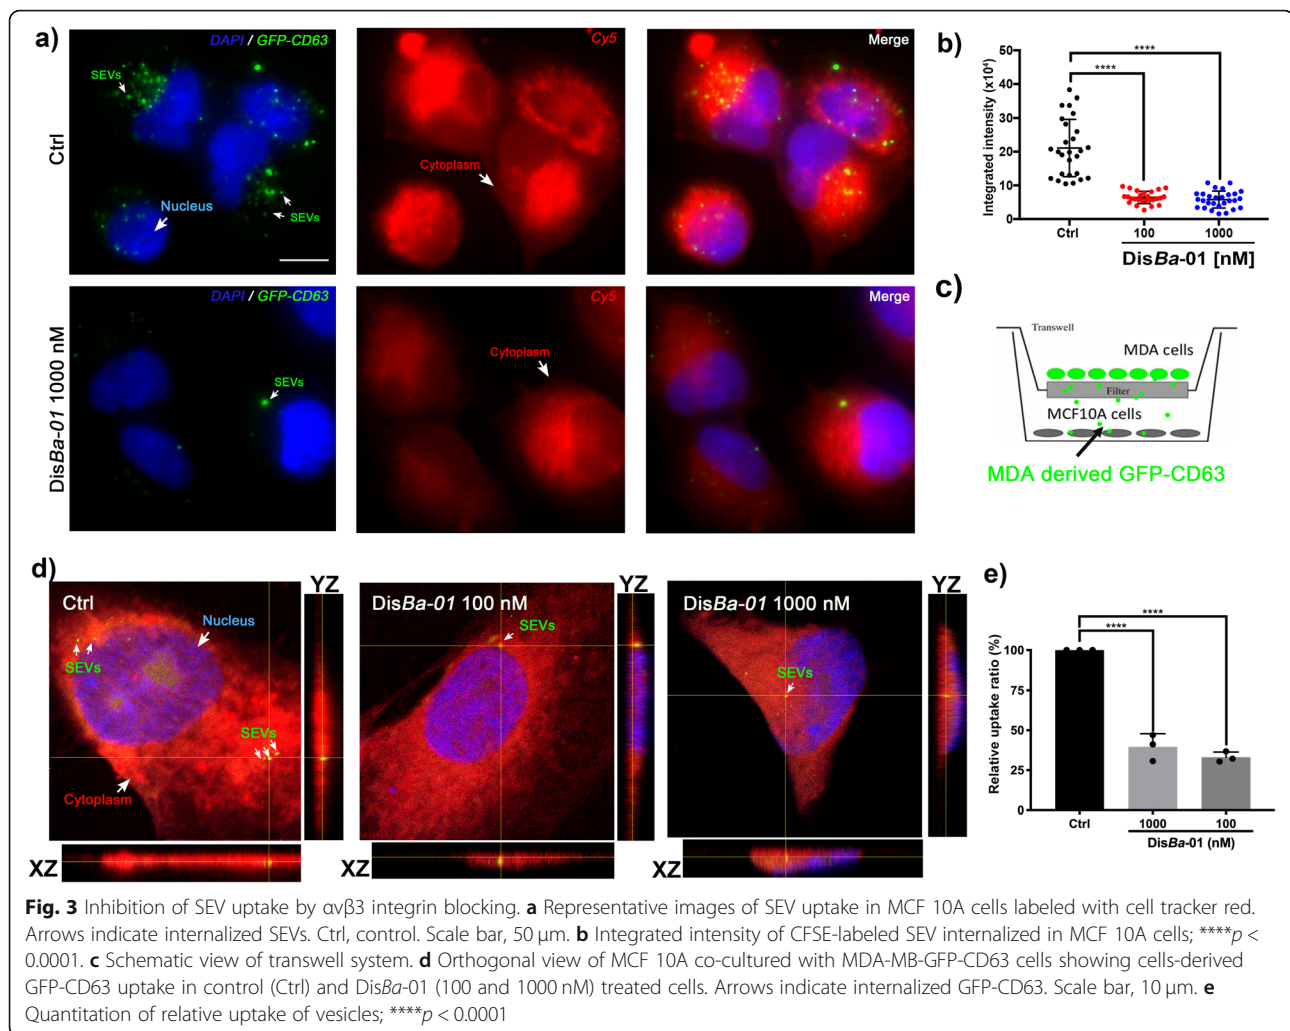 a)
DAPI / GFP-CD63
SEVs
Nucleus
SEVs
Ctrl
Cy5
Cytoplasm
Merge
DAPI / GFP-CD63
SEVs
DisBa-01 1000 nM
Cy5
Cytoplasm
Merge
b)
Integrated intensity (x10⁴)
50
40
30
20
10
0
****
****
Ctrl
100
1000
DisBa-01 [nM]
c)
Transwell
MDA cells
Filter
MCF10A cells
MDA derived GFP-CD63
d)
Ctrl
Nucleus
SEVs
SEVs
Cytoplasm
YZ
XZ
DisBa-01 100 nM
SEVs
YZ
XZ
DisBa-01 1000 nM
SEVs
YZ
XZ
e)
Relative uptake ratio (%)
100
75
50
25
0
****
****
Ctrl
1000
100
DisBa-01 (nM)
Fig. 3 Inhibition of SEV uptake by αvβ3 integrin blocking. a Representative images of SEV uptake in MCF 10A cells labeled with cell tracker red.
Arrows indicate internalized SEVs. Ctrl, control. Scale bar, 50 μm. b Integrated intensity of CFSE-labeled SEV internalized in MCF 10A cells; ****p <
0.0001. c Schematic view of transwell system. d Orthogonal view of MCF 10A co-cultured with MDA-MB-GFP-CD63 cells showing cells-derived
GFP-CD63 uptake in control (Ctrl) and DisBa-01 (100 and 1000 nM) treated cells. Arrows indicate internalized GFP-CD63. Scale bar, 10 μm. e
Quantitation of relative uptake of vesicles; ****p < 0.0001